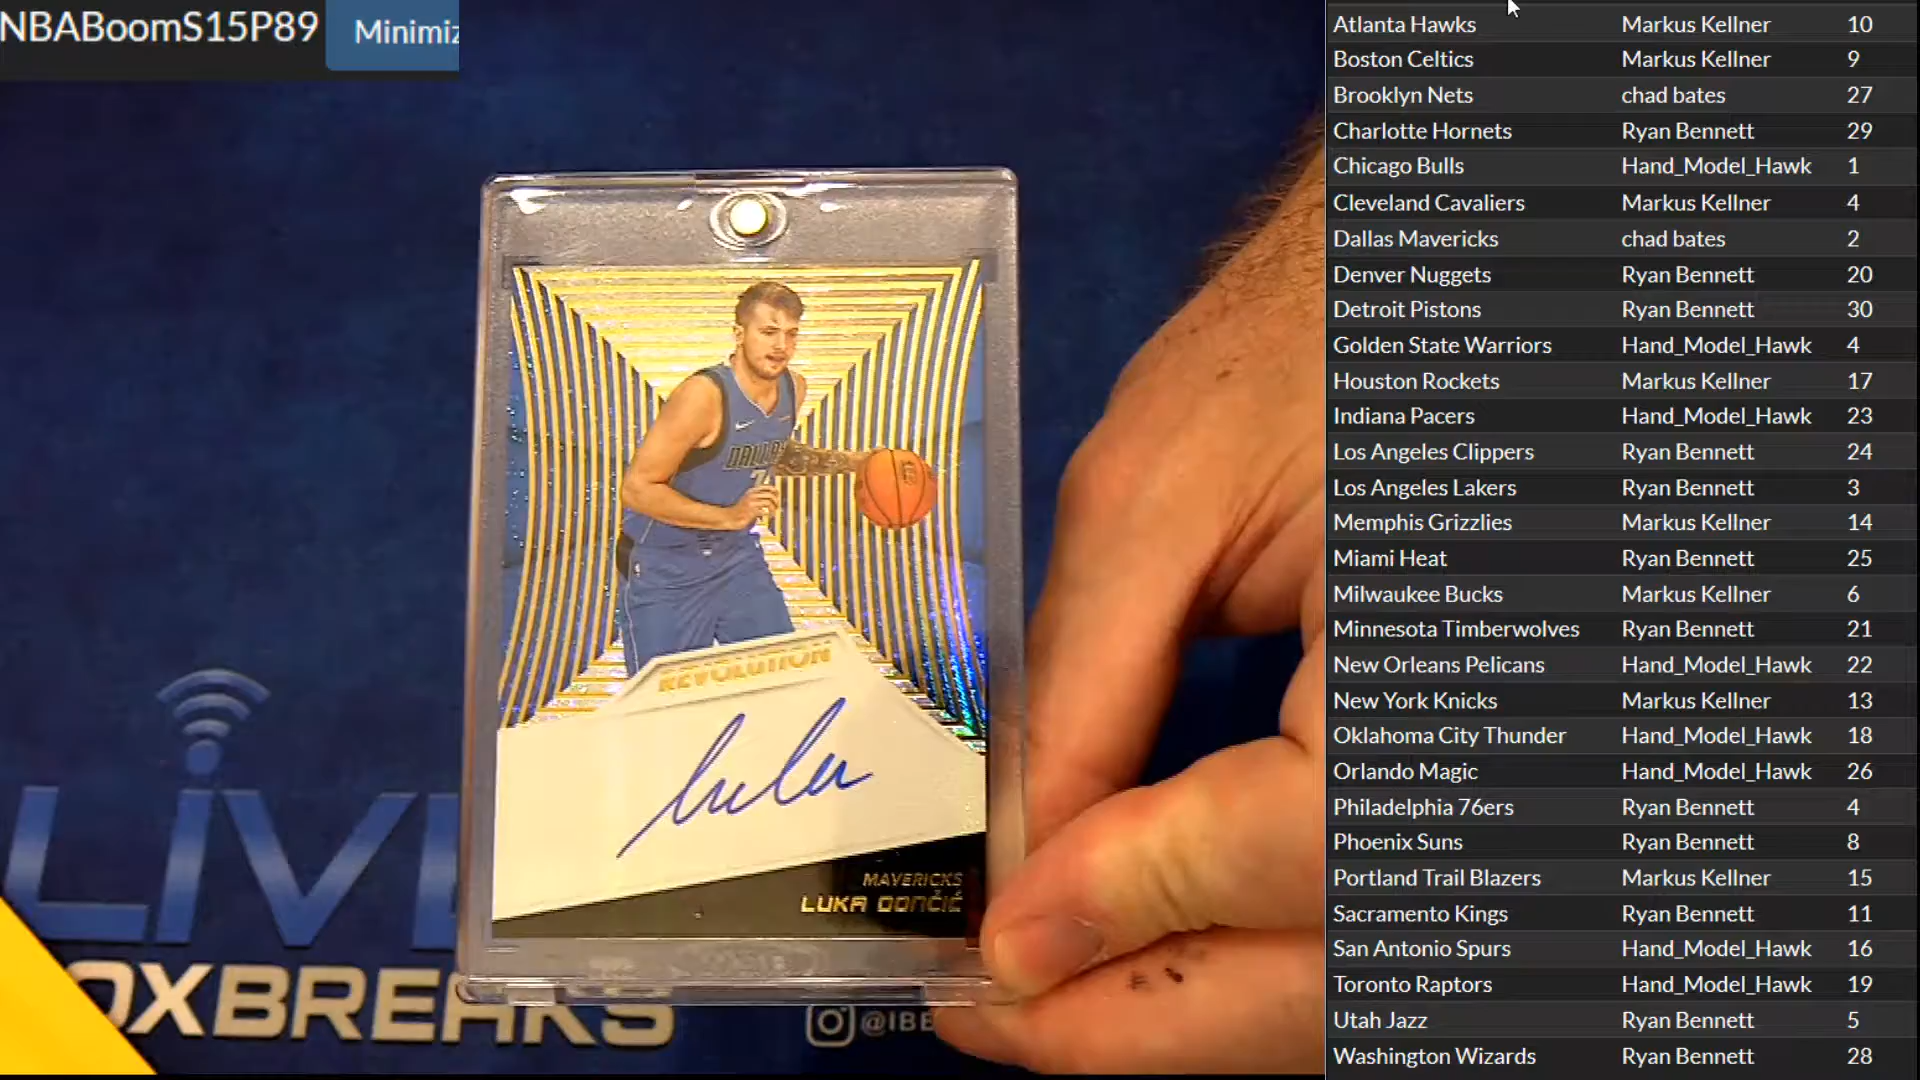 NBABoomS15P89
Minimiz
Atlanta Hawks Markus Kellner 10
Boston Celtics Markus Kellner 9
Brooklyn Nets chad bates 27
Charlotte Hornets Ryan Bennett 29
Chicago Bulls Hand_Model_Hawk 1
Cleveland Cavaliers Markus Kellner 4
Dallas Mavericks chad bates 2
Denver Nuggets Ryan Bennett 20
Detroit Pistons Ryan Bennett 30
Golden State Warriors Hand_Model_Hawk 4
Houston Rockets Markus Kellner 17
Indiana Pacers Hand_Model_Hawk 23
Los Angeles Clippers Ryan Bennett 24
Los Angeles Lakers Ryan Bennett 3
Memphis Grizzlies Markus Kellner 14
Miami Heat Ryan Bennett 25
Milwaukee Bucks Markus Kellner 6
Minnesota Timberwolves Ryan Bennett 21
New Orleans Pelicans Hand_Model_Hawk 22
New York Knicks Markus Kellner 13
Oklahoma City Thunder Hand_Model_Hawk 18
Orlando Magic Hand_Model_Hawk 26
Philadelphia 76ers Ryan Bennett 4
Phoenix Suns Ryan Bennett 8
Portland Trail Blazers Markus Kellner 15
Sacramento Kings Ryan Bennett 11
San Antonio Spurs Hand_Model_Hawk 16
Toronto Raptors Hand_Model_Hawk 19
Utah Jazz Ryan Bennett 5
Washington Wizards Ryan Bennett 28
DALLAS
REVOLUTION
MAVERICKS
LUKA DONČIĆ
LIVE
OXBREAKS
@IBB